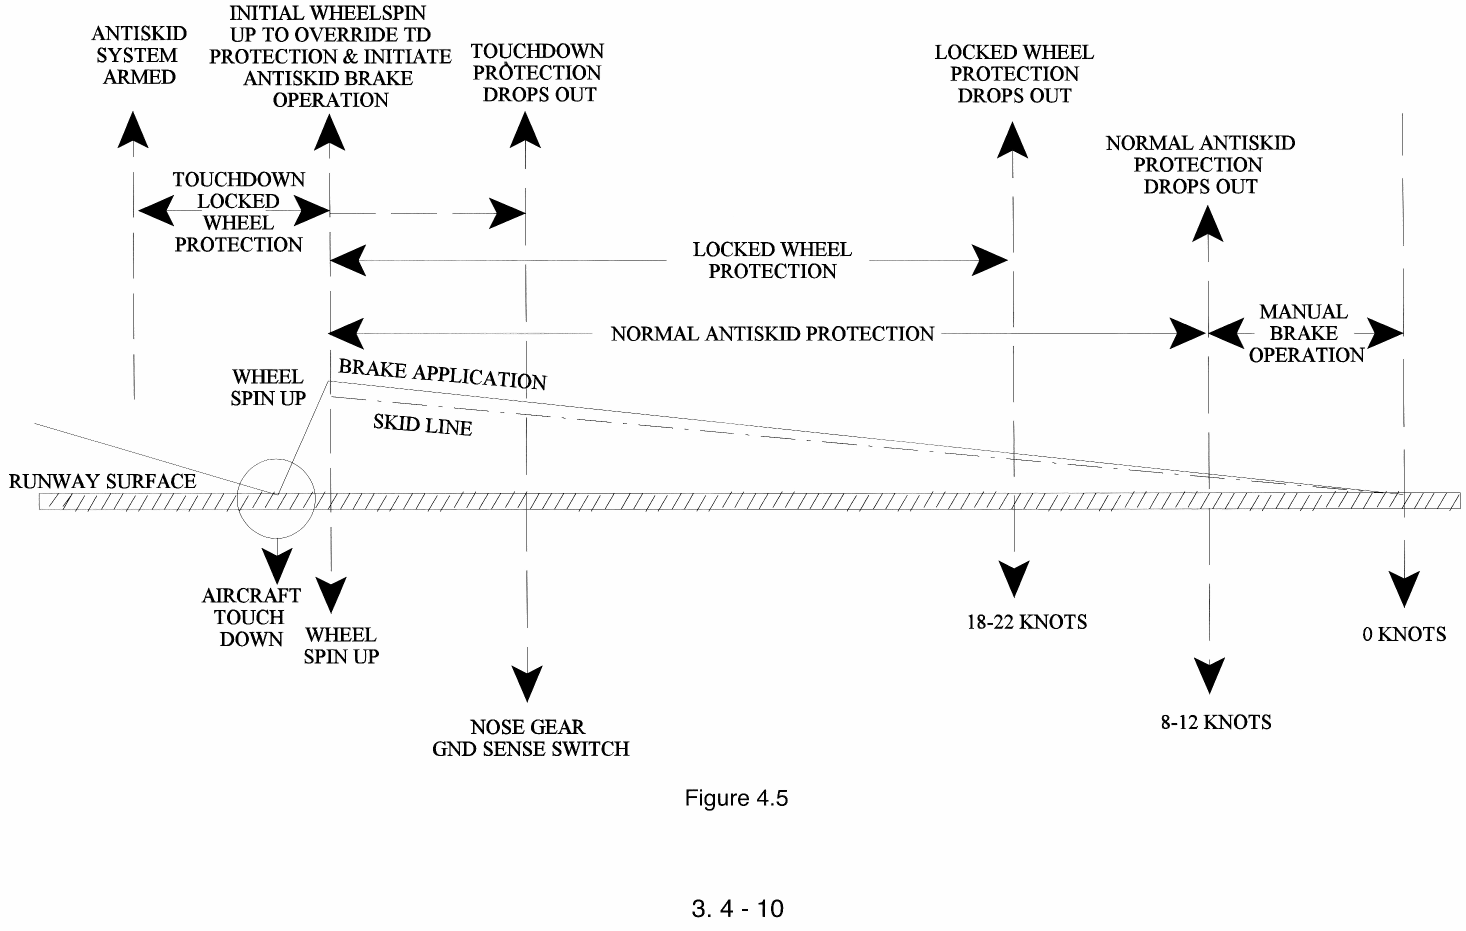 ANTISKID
SYSTEM
ARMED
INITIAL WHEELSPIN
UP TO OVERRIDE TD
PROTECTION & INITIATE
ANTISKID BRAKE
OPERATION
TOUCHDOWN
PROTECTION
DROPS OUT
LOCKED WHEEL
PROTECTION
DROPS OUT
NORMAL ANTISKID
PROTECTION
DROPS OUT
TOUCHDOWN
LOCKED
WHEEL
PROTECTION
LOCKED WHEEL
PROTECTION
NORMAL ANTISKID PROTECTION
MANUAL
BRAKE
OPERATION
WHEEL
SPIN UP
BRAKE APPLICATION
SKID LINE
RUNWAY SURFACE
AIRCRAFT
TOUCH
DOWN
WHEEL
SPIN UP
NOSE GEAR
GND SENSE SWITCH
18-22 KNOTS
8-12 KNOTS
0 KNOTS
Figure 4.5
3. 4 - 10